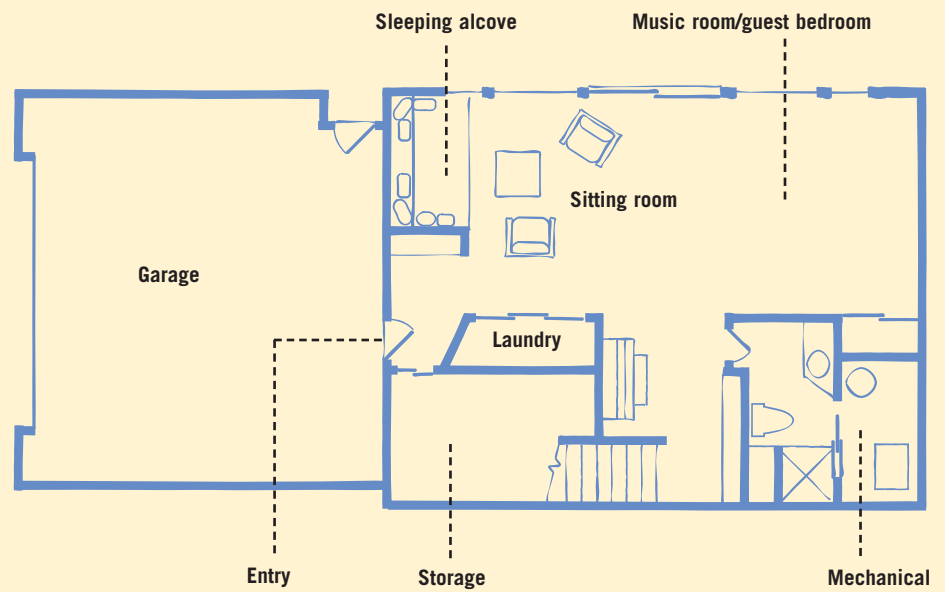 Sleeping alcove
Music room/guest bedroom
Sitting room
Garage
Laundry
Entry
Storage
Mechanical